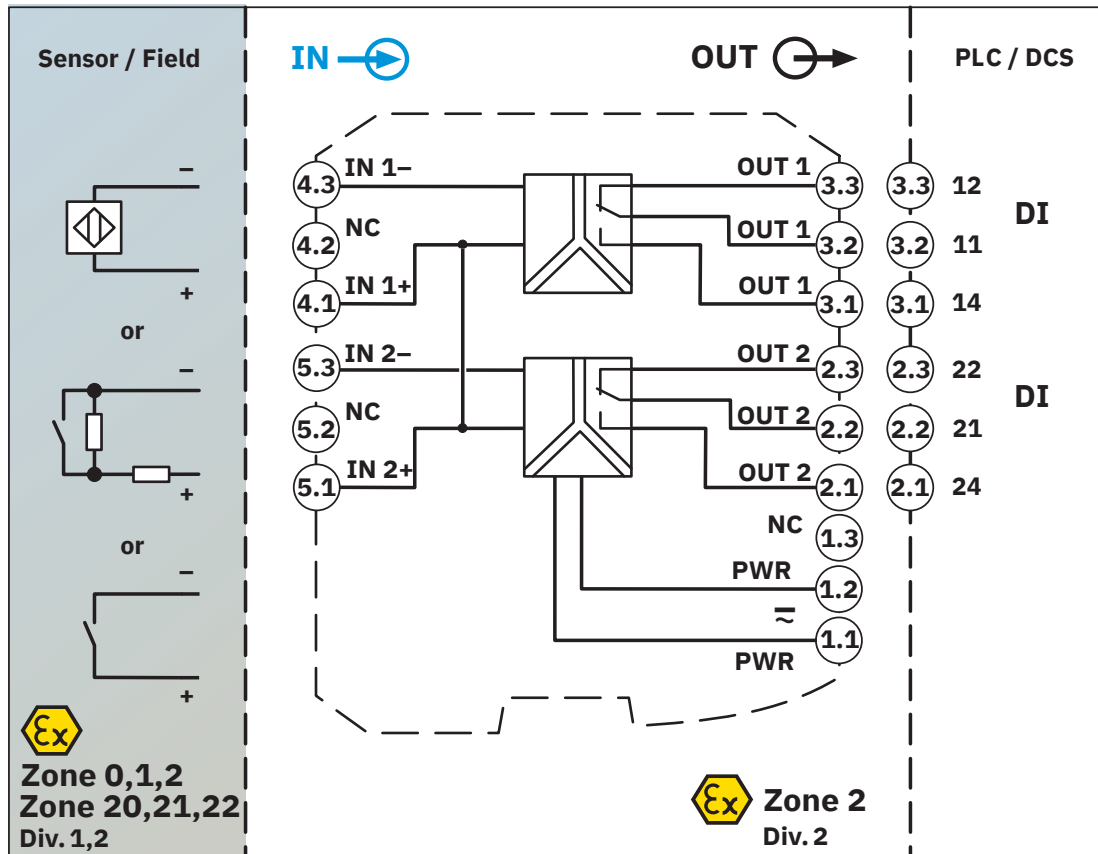 Sensor / Field
IN
OUT
PLC / DCS
–
+
or
–
+
or
–
+
Ex
Zone 0,1,2
Zone 20,21,22
Div. 1,2
4.3 IN 1–
4.2 NC
4.1 IN 1+
5.3 IN 2–
5.2 NC
5.1 IN 2+
OUT 1 3.3
OUT 1 3.2
OUT 1 3.1
OUT 2 2.3
OUT 2 2.2
OUT 2 2.1
NC 1.3
PWR 1.2
1.1
PWR
Ex Zone 2
Div. 2
3.3 12
DI
3.2 11
3.1 14
2.3 22
DI
2.2 21
2.1 24